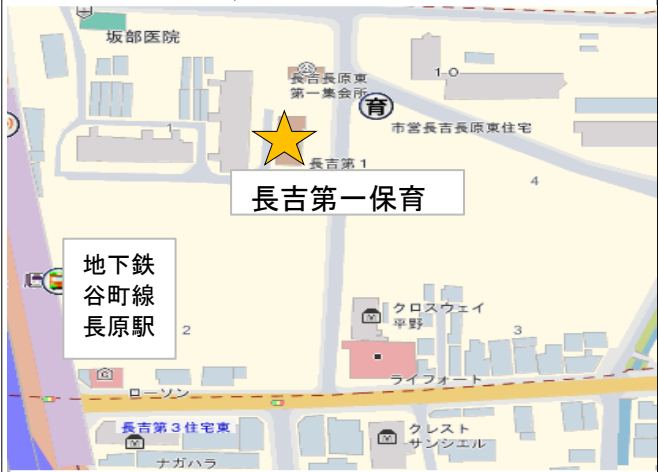 坂部医院
長吉長原東
第一集会所
育
1 0
市営長吉長原東住宅
1
長吉第1
4
長吉第一保育
地下鉄
谷町線
長原駅
2
クロスウェイ
平野
3
ライフォート
ローソン
長吉第3住宅東
クレスト
サンシエル
ナガハラ